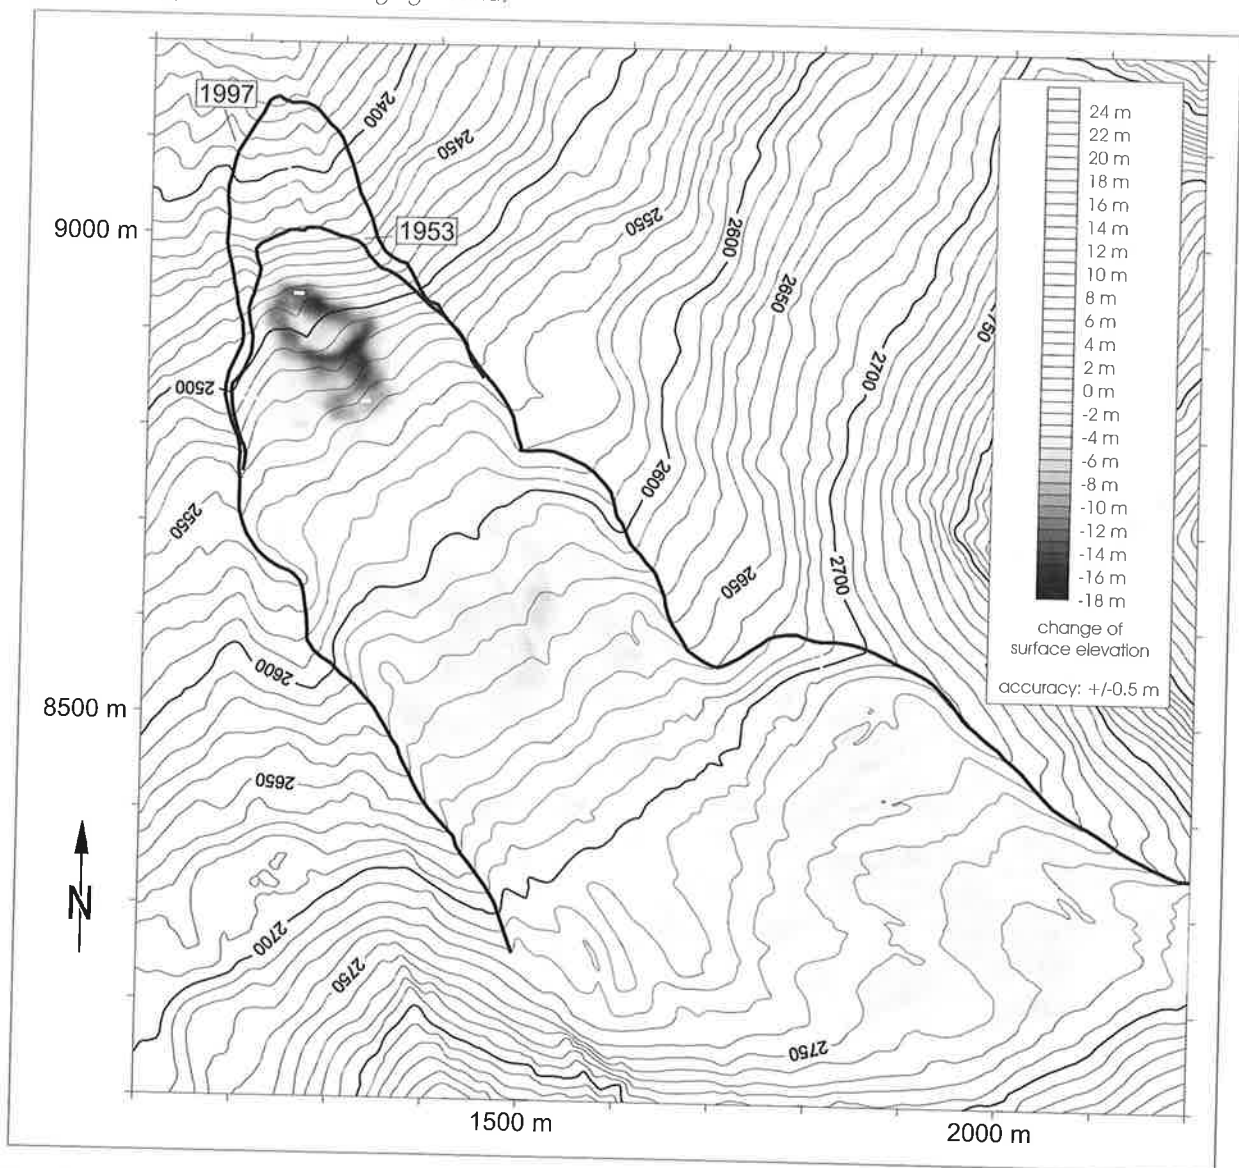 1997
2400
2450
24 m
22 m
20 m
18 m
16 m
14 m
12 m
10 m
8 m
6 m
4 m
2 m
0 m
-2 m
-4 m
-6 m
-8 m
-10 m
-12 m
-14 m
-16 m
-18 m
change of
surface elevation
accuracy: +/-0.5 m
9000 m
1953
2550
2600
2650
2750
2700
2500
2600
2550
2650
2700
2600
8500 m
2650
N
2700
2750
2750
1500 m
2000 m